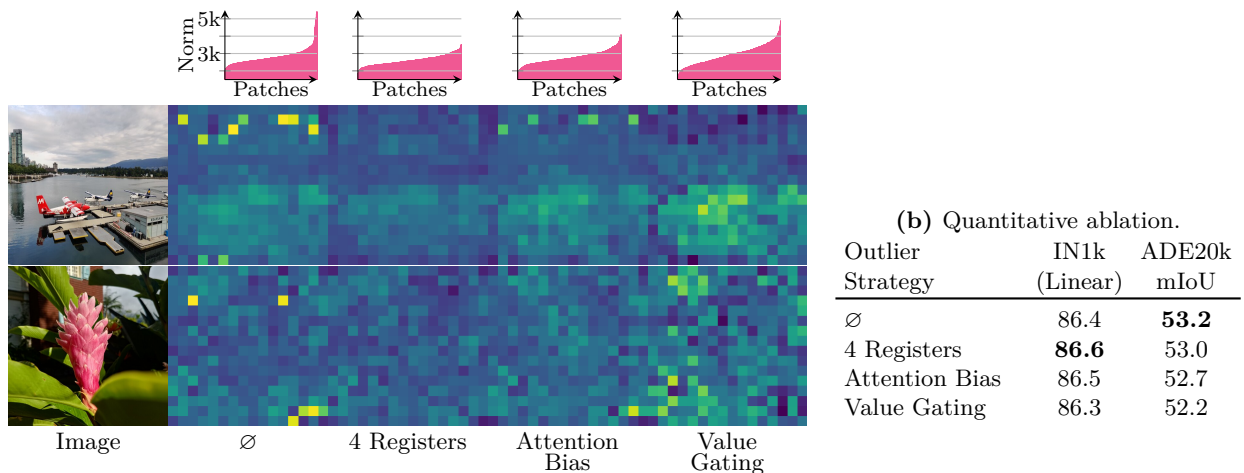 Norm
5k
3k
Patches Patches Patches Patches
Image ∅ 4 Registers Attention Bias Value Gating
(b) Quantitative ablation.
Outlier Strategy IN1k (Linear) ADE20k mIoU
∅ 86.4 53.2
4 Registers 86.6 53.0
Attention Bias 86.5 52.7
Value Gating 86.3 52.2